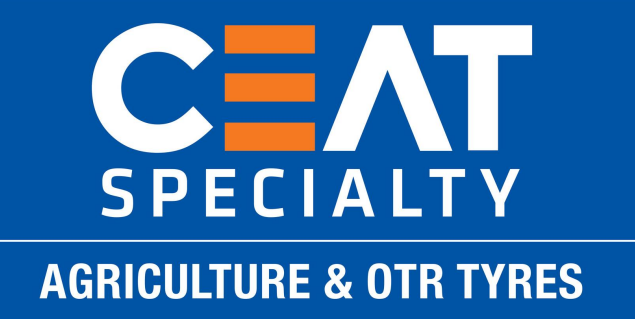 CEAT
SPECIALTY
AGRICULTURE & OTR TYRES